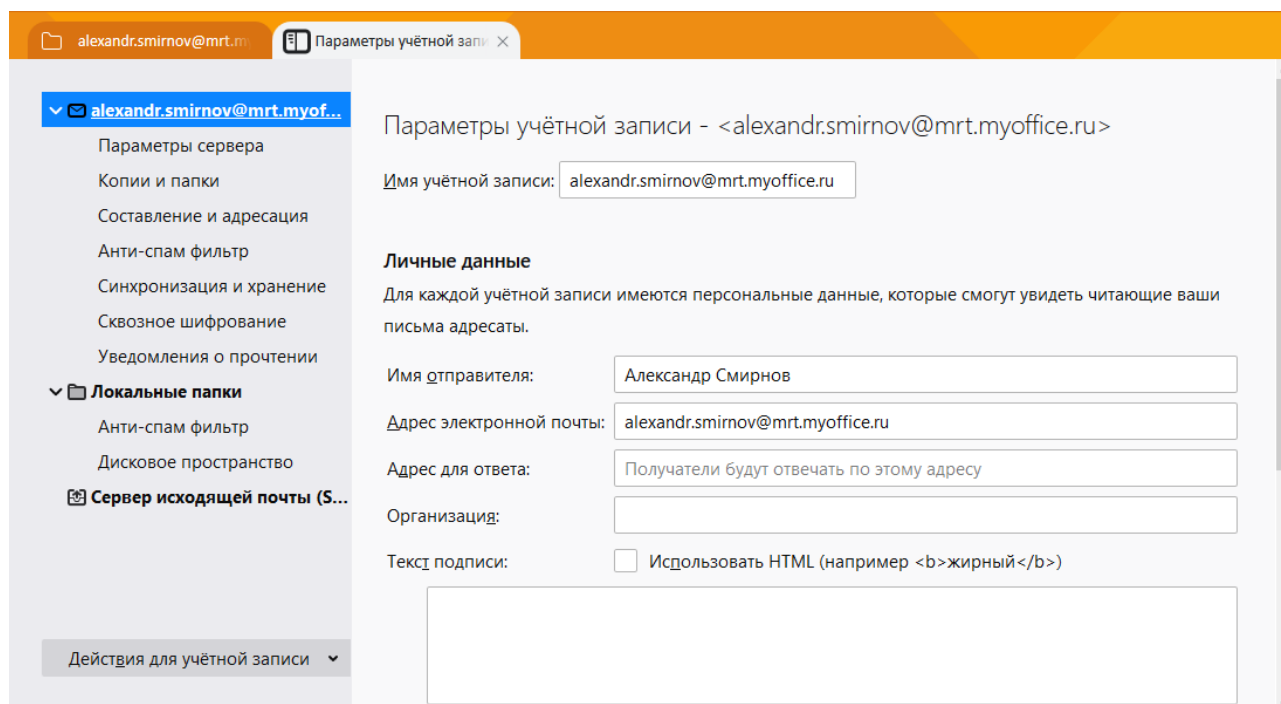 alexandr.smirnov@mrt.m
Параметры учётной запи
alexandr.smirnov@mrt.myof...
Параметры сервера
Копии и папки
Составление и адресация
Анти-спам фильтр
Синхронизация и хранение
Сквозное шифрование
Уведомления о прочтении
Локальные папки
Анти-спам фильтр
Дисковое пространство
Сервер исходящей почты (S...
Действия для учётной записи
Параметры учётной записи - <alexandr.smirnov@mrt.myoffice.ru>
Имя учётной записи: alexandr.smirnov@mrt.myoffice.ru
Личные данные
Для каждой учётной записи имеются персональные данные, которые смогут увидеть читающие ваши
письма адресаты.
Имя отправителя: Александр Смирнов
Адрес электронной почты: alexandr.smirnov@mrt.myoffice.ru
Адрес для ответа: Получатели будут отвечать по этому адресу
Организация:
Текст подписи: Использовать HTML (например <b>жирный</b>)